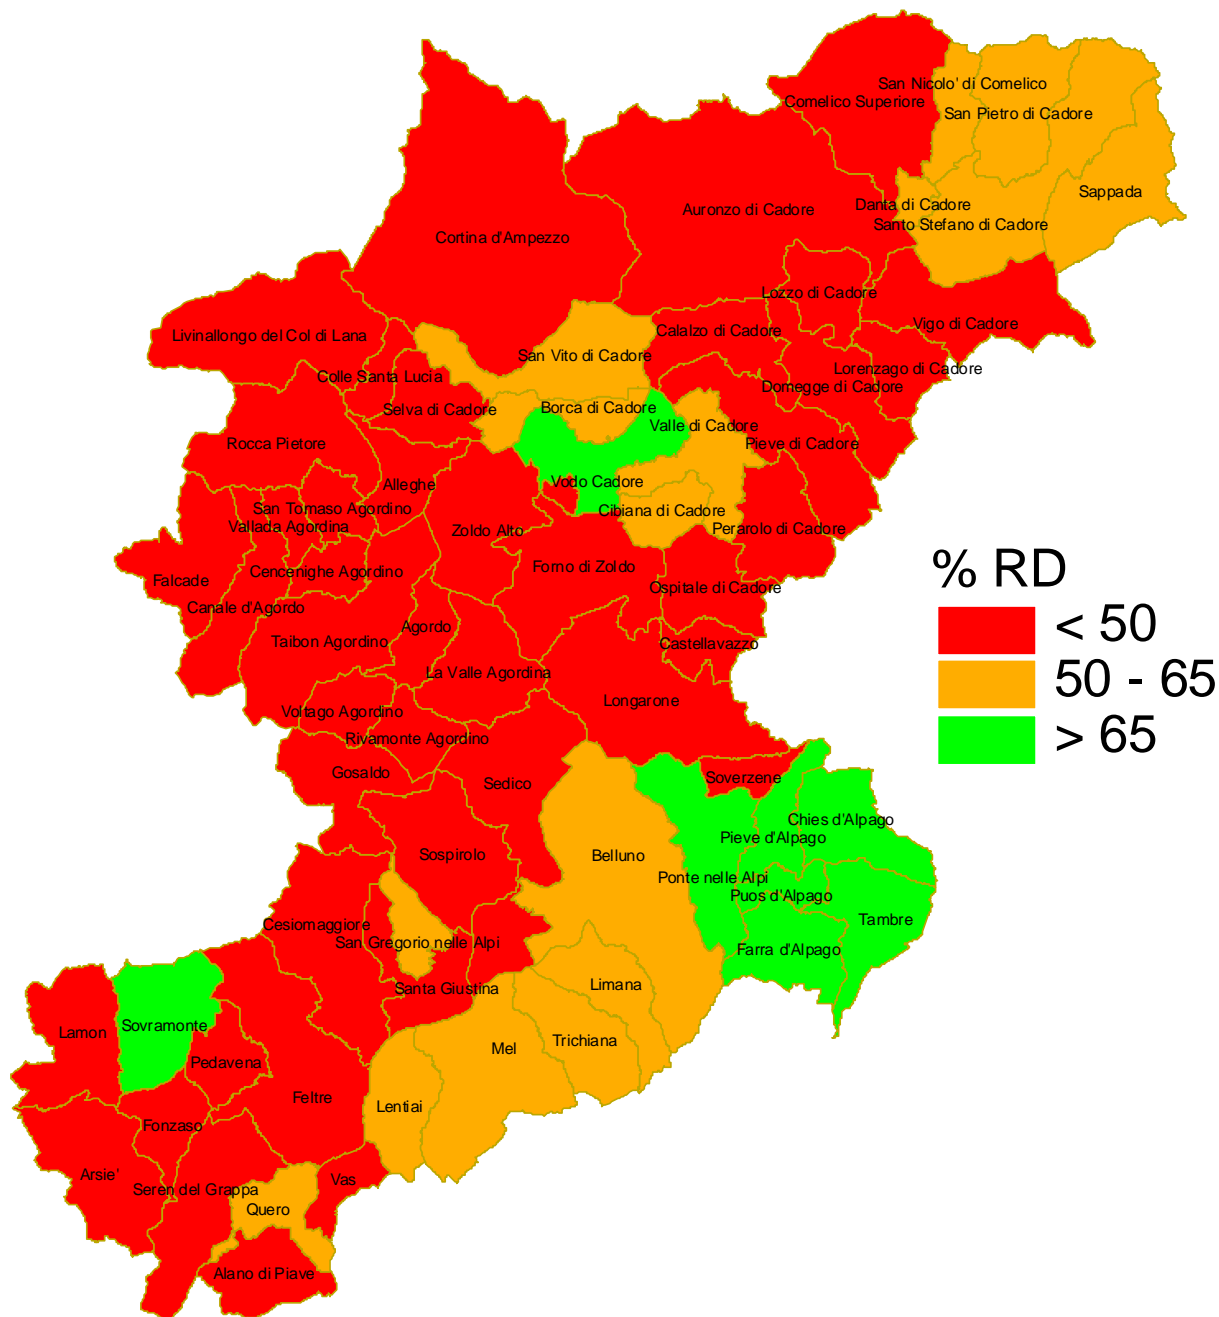 San Nicolo' di Comelico
Comelico Superiore
San Pietro di Cadore
Sappada
Danta di Cadore
Auronzo di Cadore
Santo Stefano di Cadore
Cortina d'Ampezzo
Lozzo di Cadore
Vigo di Cadore
Calalzo di Cadore
Livinallongo del Col di Lana
San Vito di Cadore
Lorenzago di Cadore
Colle Santa Lucia
Domegge di Cadore
Selva di Cadore
Borca di Cadore
Valle di Cadore
Rocca Pietore
Pieve di Cadore
Vodo Cadore
Alleghe
San Tomaso Agordino
Cibiana di Cadore
Vallada Agordina
Zoldo Alto
Perarolo di Cadore
Forno di Zoldo
Cencenighe Agordino
Falcade
Ospitale di Cadore
Canale d'Agordo
Agordo
Taibon Agordino
Castellavazzo
La Valle Agordina
Longarone
Voltago Agordino
Rivamonte Agordino
Gosaldo
Soverzene
Sedico
Chies d'Alpago
Pieve d'Alpago
Sospirolo
Belluno
Ponte nelle Alpi
Puos d'Alpago
Tambre
Cesiomaggiore
San Gregorio nelle Alpi
Farra d'Alpago
Limana
Santa Giustina
Sovramonte
Lamon
Trichiana
Mel
Pedavena
Feltre
Lentiai
Fonzaso
Arsie'
Vas
Seren del Grappa
Quero
Alano di Piave
% RD
< 50
50 - 65
> 65